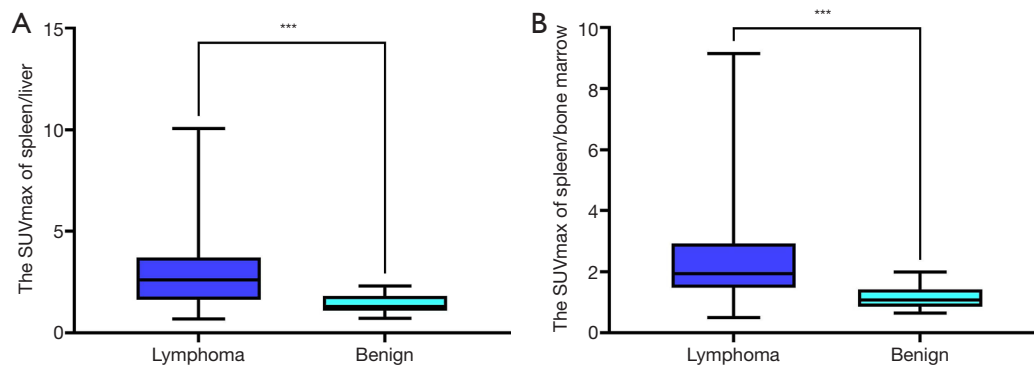 A
The SUVmax of spleen/liver
15
10
5
0
***
Lymphoma
Benign
B
The SUVmax of spleen/bone marrow
10
8
6
4
2
0
***
Lymphoma
Benign